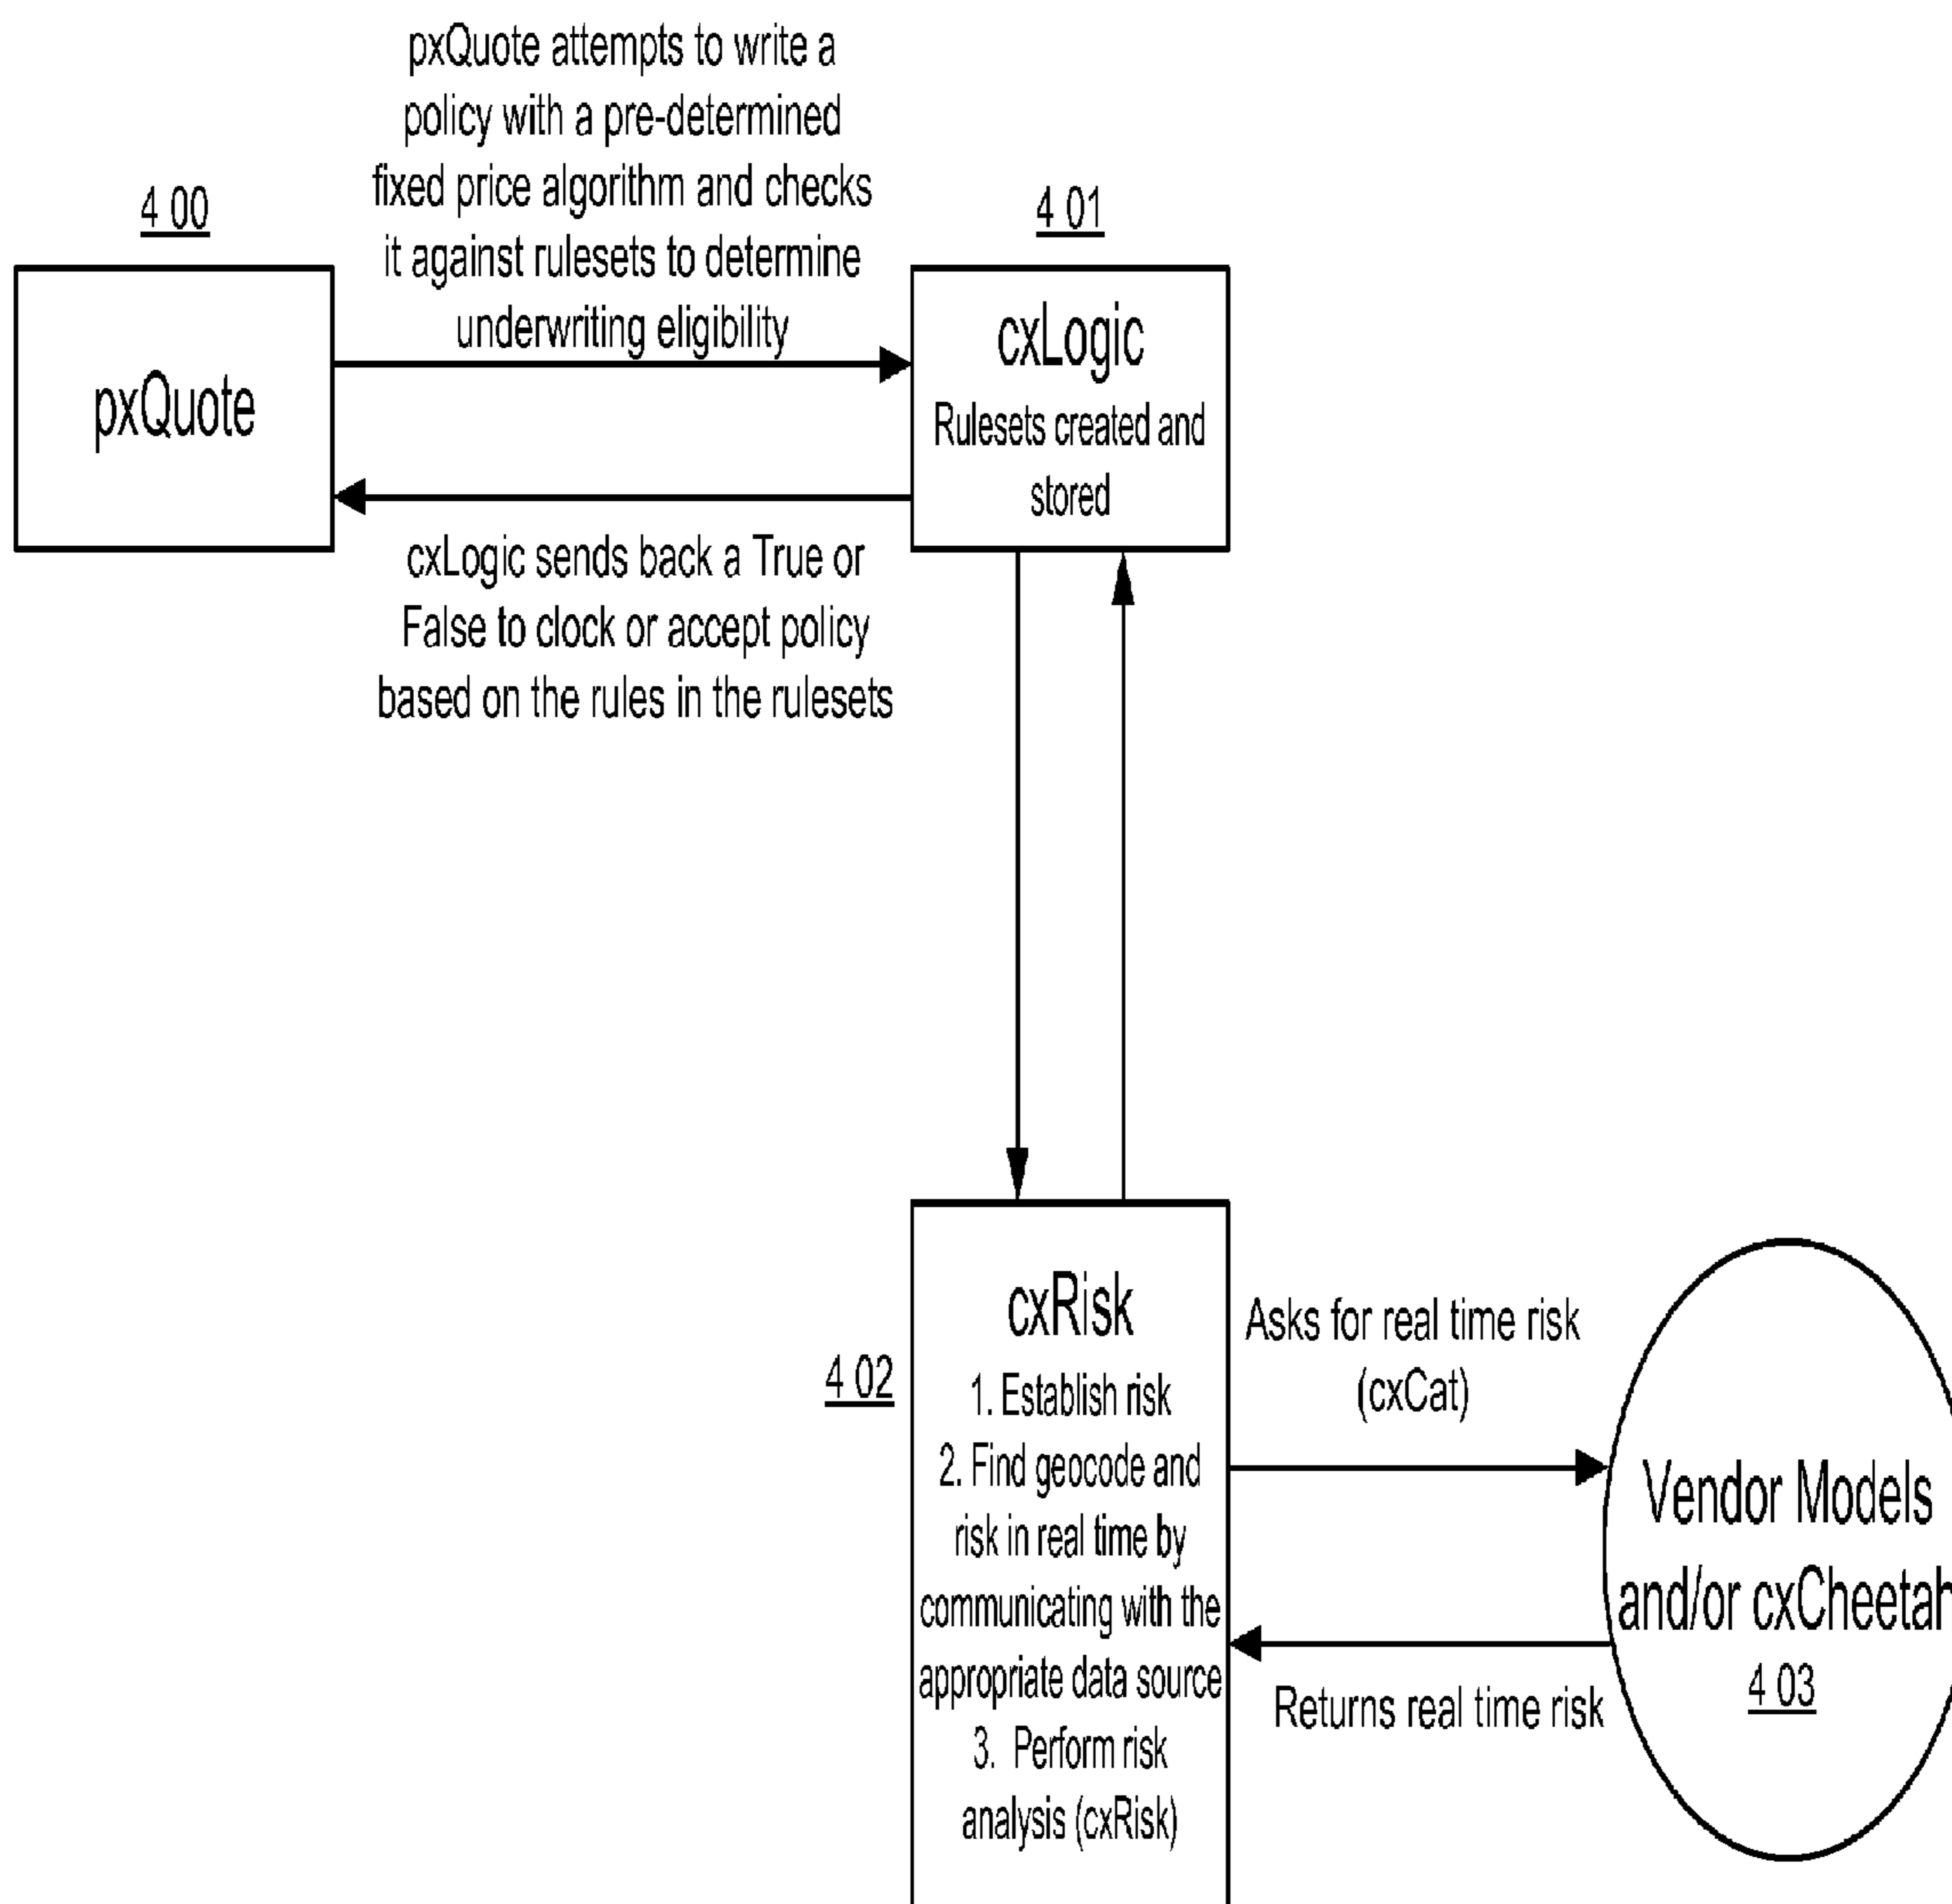 pxQuote attempts to write a
policy with a pre-determined
fixed price algorithm and checks
it against rulesets to determine
underwriting eligibility
4 00
4 01
pxQuote
cxLogic
Rulesets created and
stored
cxLogic sends back a True or
False to clock or accept policy
based on the rules in the rulesets
4 02
cxRisk
1. Establish risk
2. Find geocode and
risk in real time by
communicating with the
appropriate data source
3. Perform risk
analysis (cxRisk)
Asks for real time risk
(cxCat)
Returns real time risk
Vendor Models
and/or cxCheetah
4 03